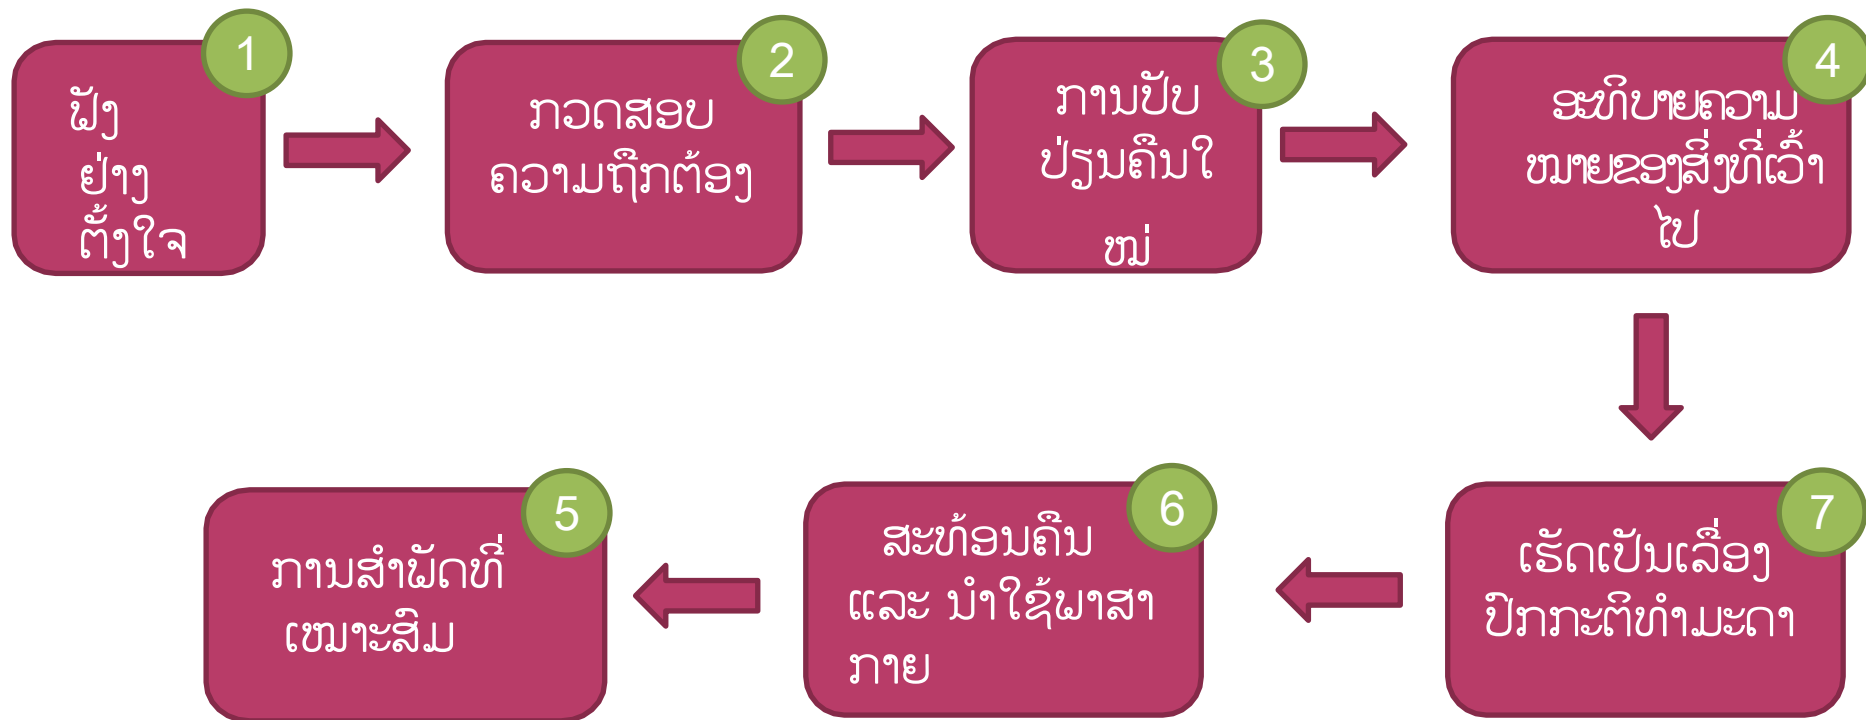 1
ຟັງ
ຢ່າງ
ຕັ້ງໃຈ
2
ກວດສອບ
ຄວາມຖືກຕ້ອງ
3
ການປັບ
ປ່ຽນຄືນໃ
ໝ່
4
ອະທິບາຍຄວາມ
ໝາຍຂອງສິ່ງທີ່ເວົ້າ
ໄປ
5
ການສຳພັດທີ່
ເໝາະສົມ
6
ສະທ້ອນຄືນ
ແລະ ນຳໃຊ້ພາສາ
ກາຍ
7
ເຮັດເປັນເລື່ອງ
ປົກກະຕິທຳມະດາ